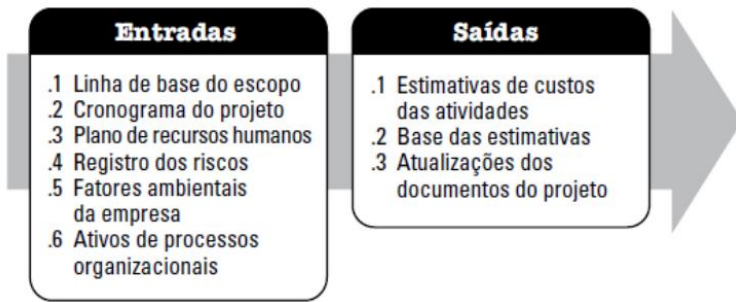 Entradas
.1 Linha de base do escopo
.2 Cronograma do projeto
.3 Plano de recursos humanos
.4 Registro dos riscos
.5 Fatores ambientais
da empresa
.6 Ativos de processos
organizacionais
Saídas
.1 Estimativas de custos
das atividades
.2 Base das estimativas
.3 Atualizações dos
documentos do projeto